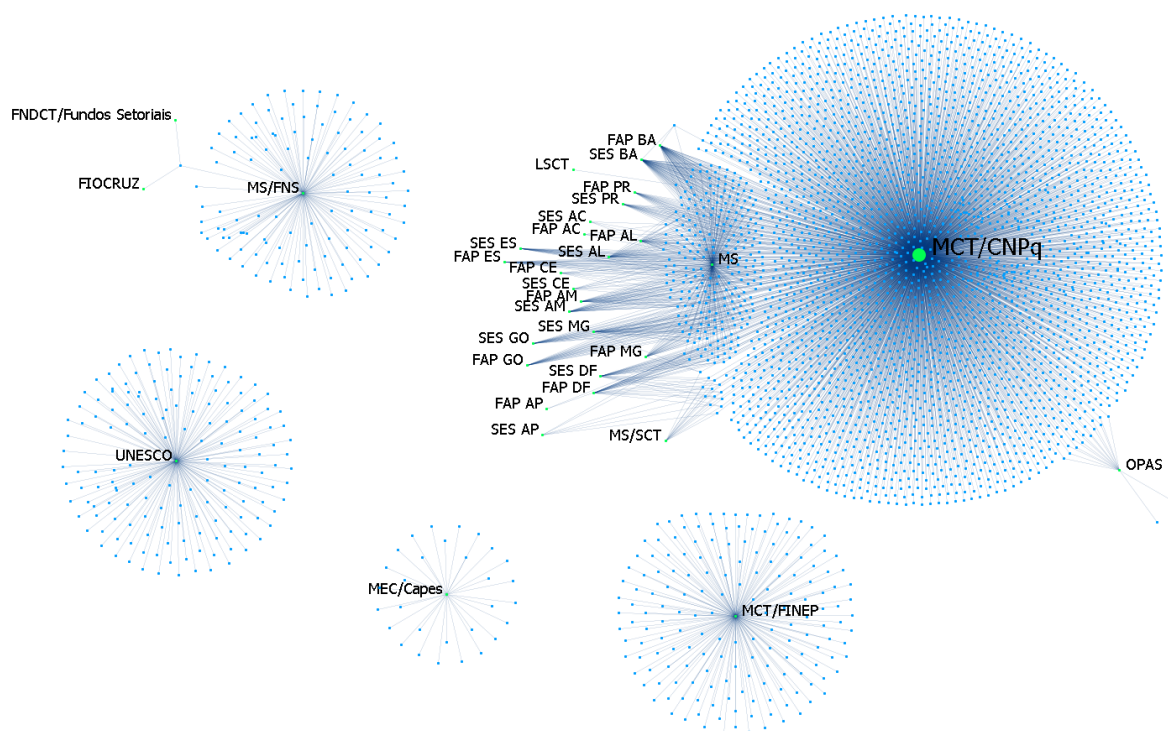 FNDCT/Fundos Setoriais
FIOCRUZ
MS/FNS
FAP BA
SES BA
LSCT
FAP PR
SES PR
SES AC
FAP AC
FAP AL
SES ES
SES AL
FAP ES
FAP CE
SES CE
FAP AM
SES AM
SES MG
SES GO
FAP MG
FAP GO
SES DF
FAP DF
FAP AP
SES AP
MS/SCT
MS
MCT/CNPq
OPAS
UNESCO
MEC/Capes
MCT/FINEP